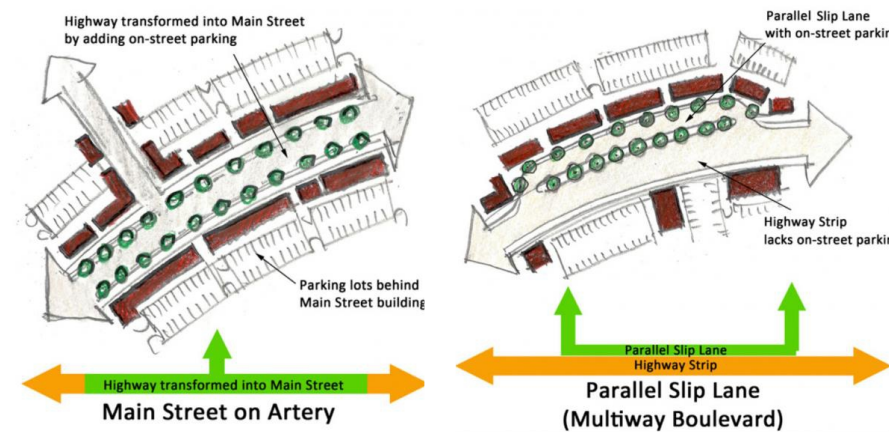 Highway transformed into Main Street
by adding on-street parking
Parking lots behind
Main Street building
Highway transformed into Main Street
Main Street on Artery
Parallel Slip Lane
with on-street parkin
Highway Strip
lacks on-street parkin
Parallel Slip Lane
Highway Strip
Parallel Slip Lane
(Multiway Boulevard)